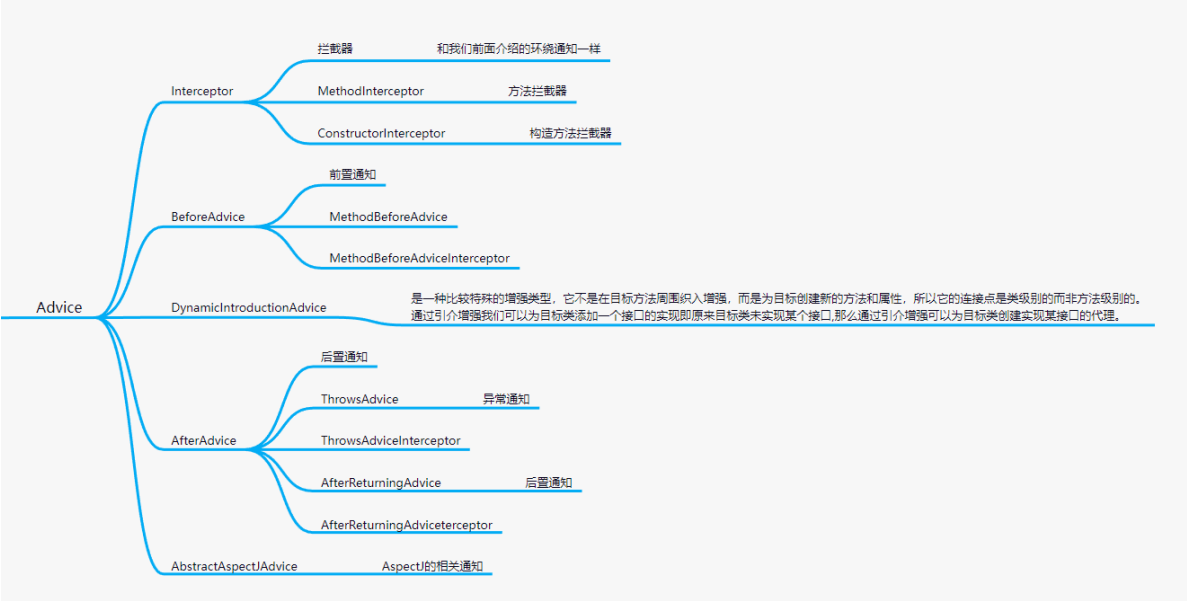 Advice
Interceptor
拦截器 和我们前面介绍的环绕通知一样
MethodInterceptor 方法拦截器
ConstructorInterceptor 构造方法拦截器
BeforeAdvice
前置通知
MethodBeforeAdvice
MethodBeforeAdviceInterceptor
DynamicIntroductionAdvice
是一种比较特殊的增强类型，它不是在目标方法周围织入增强，而是为目标创建新的方法和属性，所以它的连接点是类级别的而非方法级别的。
通过引介增强我们可以为目标类添加一个接口的实现即原来目标类未实现某个接口,那么通过引介增强可以为目标类创建实现某接口的代理。
AfterAdvice
后置通知
ThrowsAdvice 异常通知
ThrowsAdviceInterceptor
AfterReturningAdvice 后置通知
AfterReturningAdviceterceptor
AbstractAspectJAdvice AspectJ的相关通知